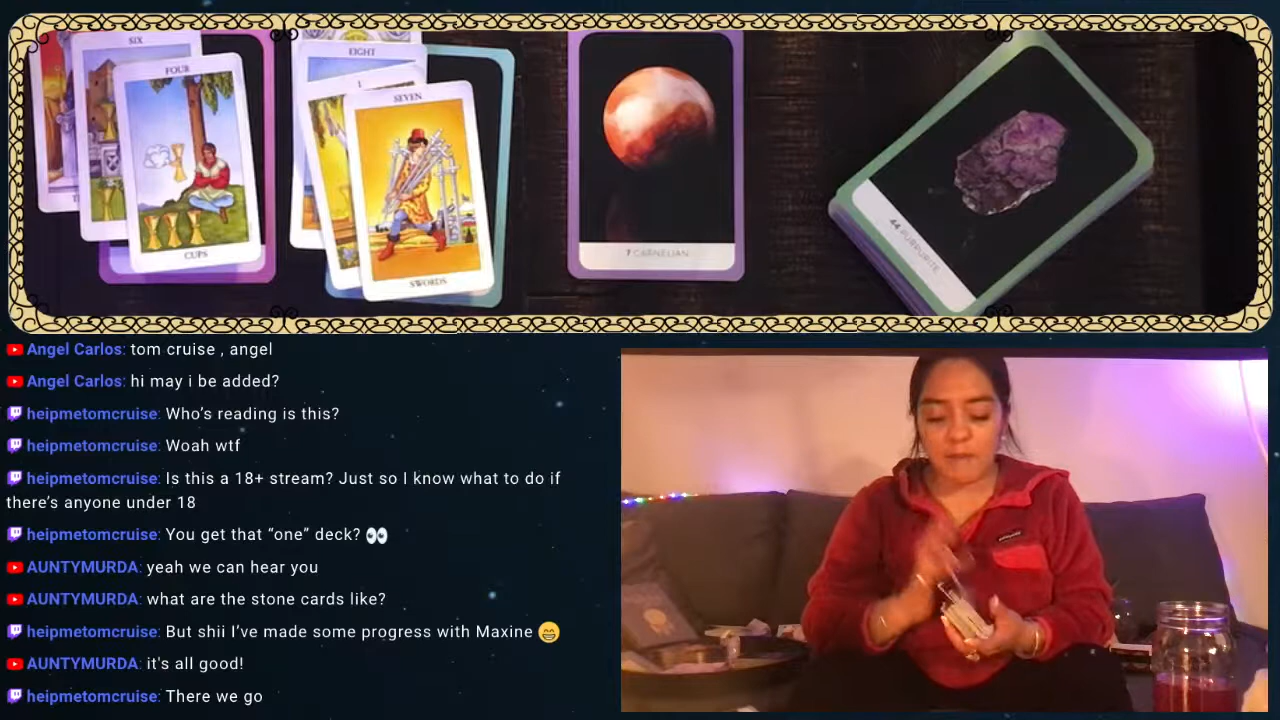 SIX
FOUR
CUPS
EIGHT
I
SEVEN
SWORDS
7 CARNELIAN
44 PURPURITE
Angel Carlos: tom cruise , angel
Angel Carlos: hi may i be added?
heipmetomcruise: Who’s reading is this?
heipmetomcruise: Woah wtf
heipmetomcruise: Is this a 18+ stream? Just so I know what to do if
there’s anyone under 18
heipmetomcruise: You get that “one” deck? 👀
AUNTYMURDA: yeah we can hear you
AUNTYMURDA: what are the stone cards like?
heipmetomcruise: But shii I’ve made some progress with Maxine 😁
AUNTYMURDA: it's all good!
heipmetomcruise: There we go